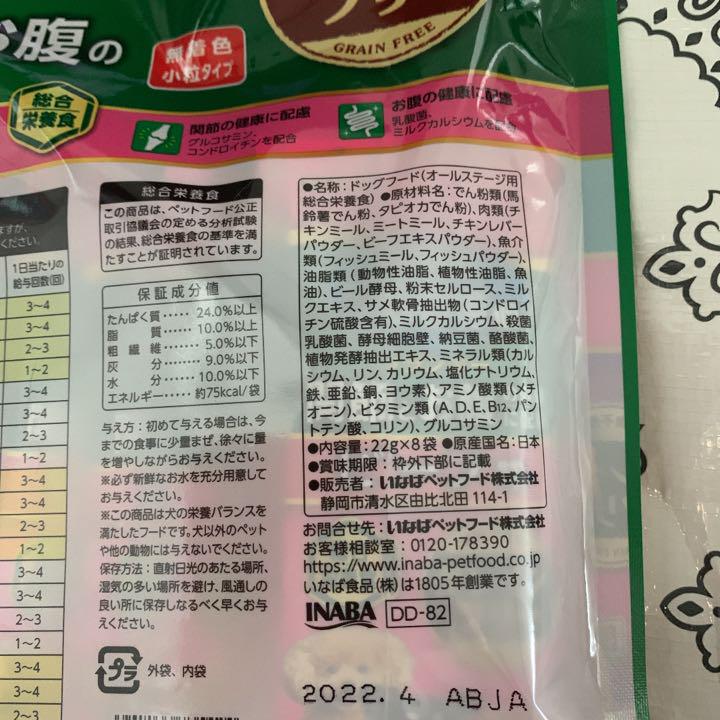 お腹の
無着色
小粒タイプ
GRAIN FREE
総合
栄養食
関節の健康に配慮
グルコサミン、
コンドロイチンを配合
お腹の健康に配慮
乳酸菌、
ミルクカルシウムを配合
ますが、
ください。
1日当たりの
給与回数(回)
3~4
3~4
2~3
1~2
3~4
3~4
2~3
1~2
3~4
3~4
2~3
1~2
3~4
3~4
3~4
2~3
1~2
3~4
3~4
2~3
総合栄養食
この商品は、ペットフード公正
取引協議会の定める分析試験
の結果、総合栄養食の基準を満
たすことが証明されています。
保証成分値
たんぱく質‥‥‥ 24.0%以上
脂質‥‥‥ 10.0%以上
粗繊維‥‥‥ 5.0%以下
灰分‥‥‥ 9.0%以下
水分‥‥‥ 10.0%以下
エネルギー‥‥‥ 約75kcal/袋
与え方：初めて与える場合は、今
までの食事に少量まぜ、徐々に量
を増やしながらお与えください。
※必ず新鮮なお水を充分用意して
お与えください。
※この商品は犬の栄養バランスを
満たしたフードです。犬以外のペット
や他の動物には与えないでください。
保存方法：直射日光のあたる場所、
湿気の多い場所を避け、風通しの
良い所に保存しなるべく早くお与
えください。
プラ
外袋、内袋
●名称：ドッグフード(オールステージ用
総合栄養食) ●原材料名：でん粉類(馬
鈴薯でん粉、タピオカでん粉)、肉類(チ
キンミール、ミートミール、チキンレバー
パウダー、ビーフエキスパウダー)、魚介
類(フィッシュミール、フィッシュパウダー)、
油脂類(動物性油脂、植物性油脂、魚
油)、ビール酵母、粉末セルロース、ミル
クエキス、サメ軟骨抽出物(コンドロイ
チン硫酸含有)、ミルクカルシウム、殺菌
乳酸菌、酵母細胞壁、納豆菌、酪酸菌、
植物発酵抽出エキス、ミネラル類(カル
シウム、リン、カリウム、塩化ナトリウム、
鉄、亜鉛、銅、ヨウ素)、アミノ酸類(メチ
オニン)、ビタミン類(A、D、E、B12、パン
トテン酸、コリン)、グルコサミン
●内容量：22g×8袋 ●原産国名：日本
●賞味期限：枠外下部に記載
●販売者：いなばペットフード株式会社
静岡市清水区由比北田 114-1
お問合せ先：いなばペットフード株式会社
お客様相談室：0120-178390
https://www.inaba-petfood.co.jp
いなば食品(株)は1805年創業です。
INABA DD-82
2022.4 ABJA